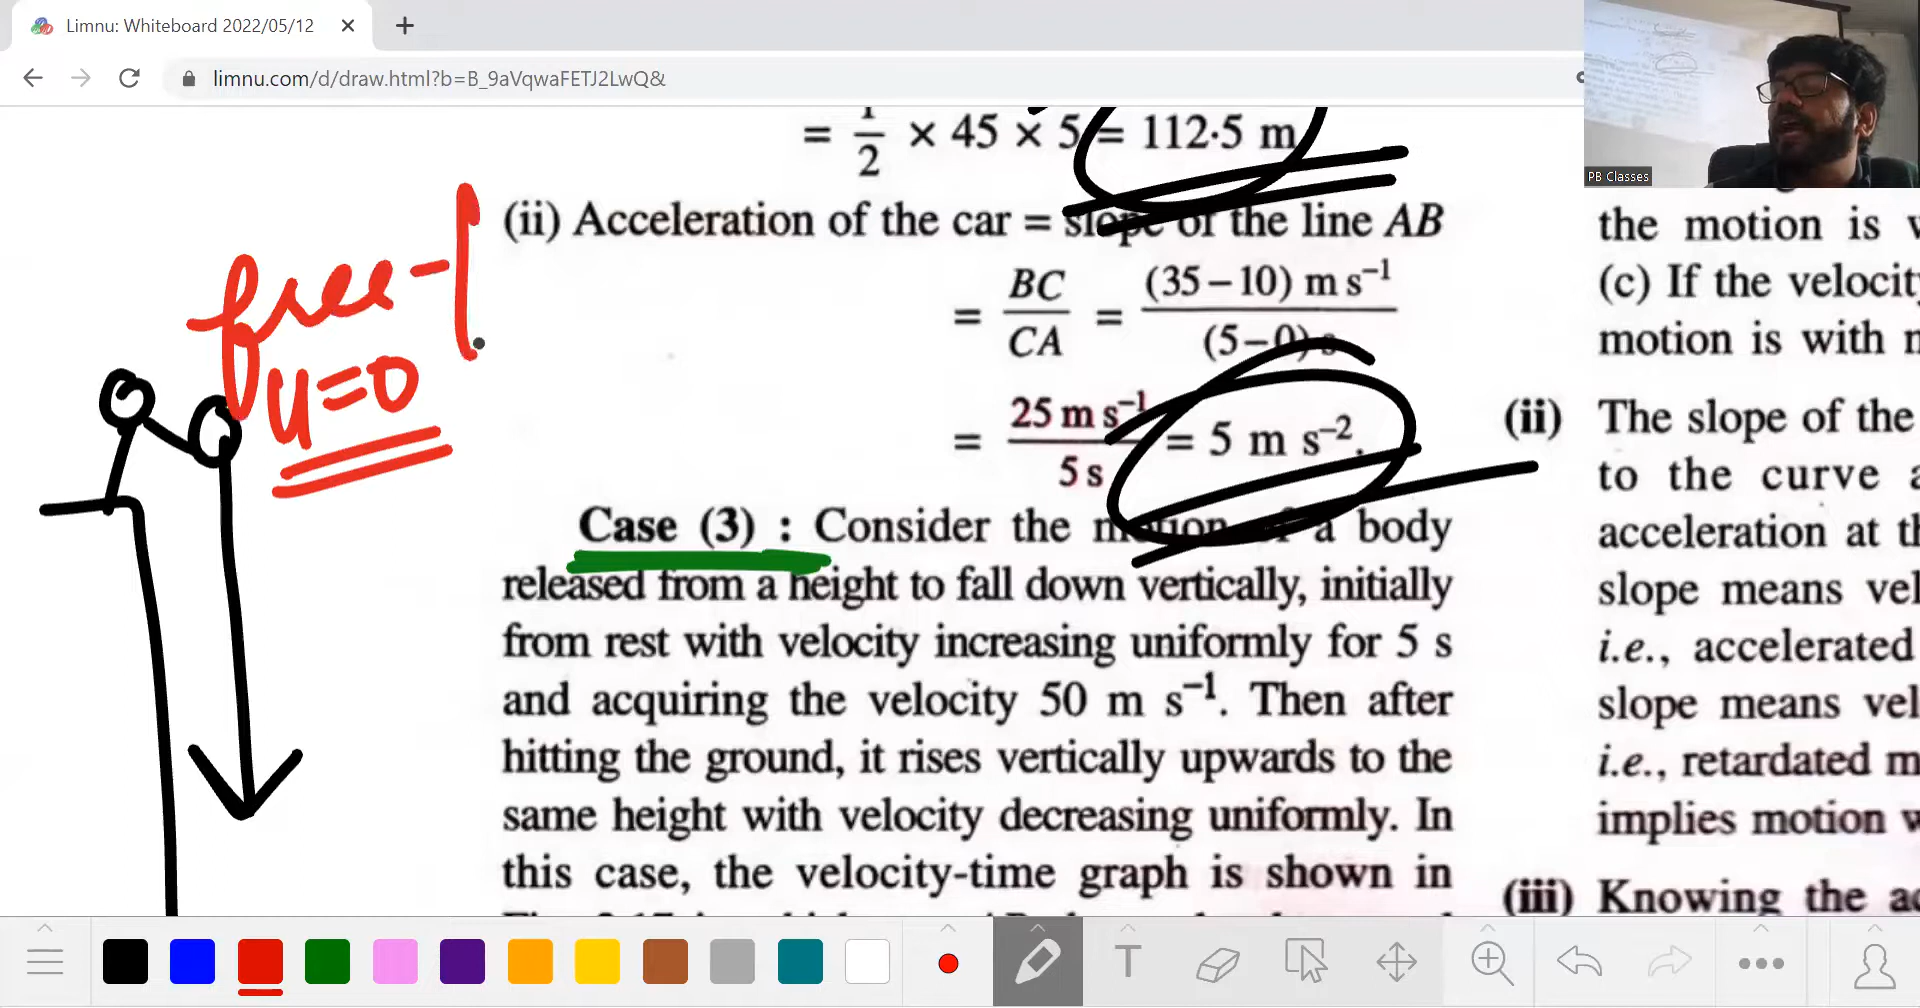 Limnu: Whiteboard 2022/05/12
limnu.com/d/draw.html?b=B_9aVqwaFETJ2LwQ&
PB Classes
= 1/2 × 45 × 5 = 112·5 m
(ii) Acceleration of the car = slope of the line AB
= BC/CA = (35 – 10) m s⁻¹/(5 – 0) s
= 25 m s⁻¹/5 s = 5 m s⁻².
Case (3) : Consider the motion of a body
released from a height to fall down vertically, initially
from rest with velocity increasing uniformly for 5 s
and acquiring the velocity 50 m s⁻¹. Then after
hitting the ground, it rises vertically upwards to the
same height with velocity decreasing uniformly. In
this case, the velocity-time graph is shown in
free-
u=0
the motion is
(c) If the
motion is with
(ii) The slope of the
to the curve
acceleration at
slope means
i.e., accelerated
slope means
i.e., retardated
implies motion
(iii) Knowing the
T